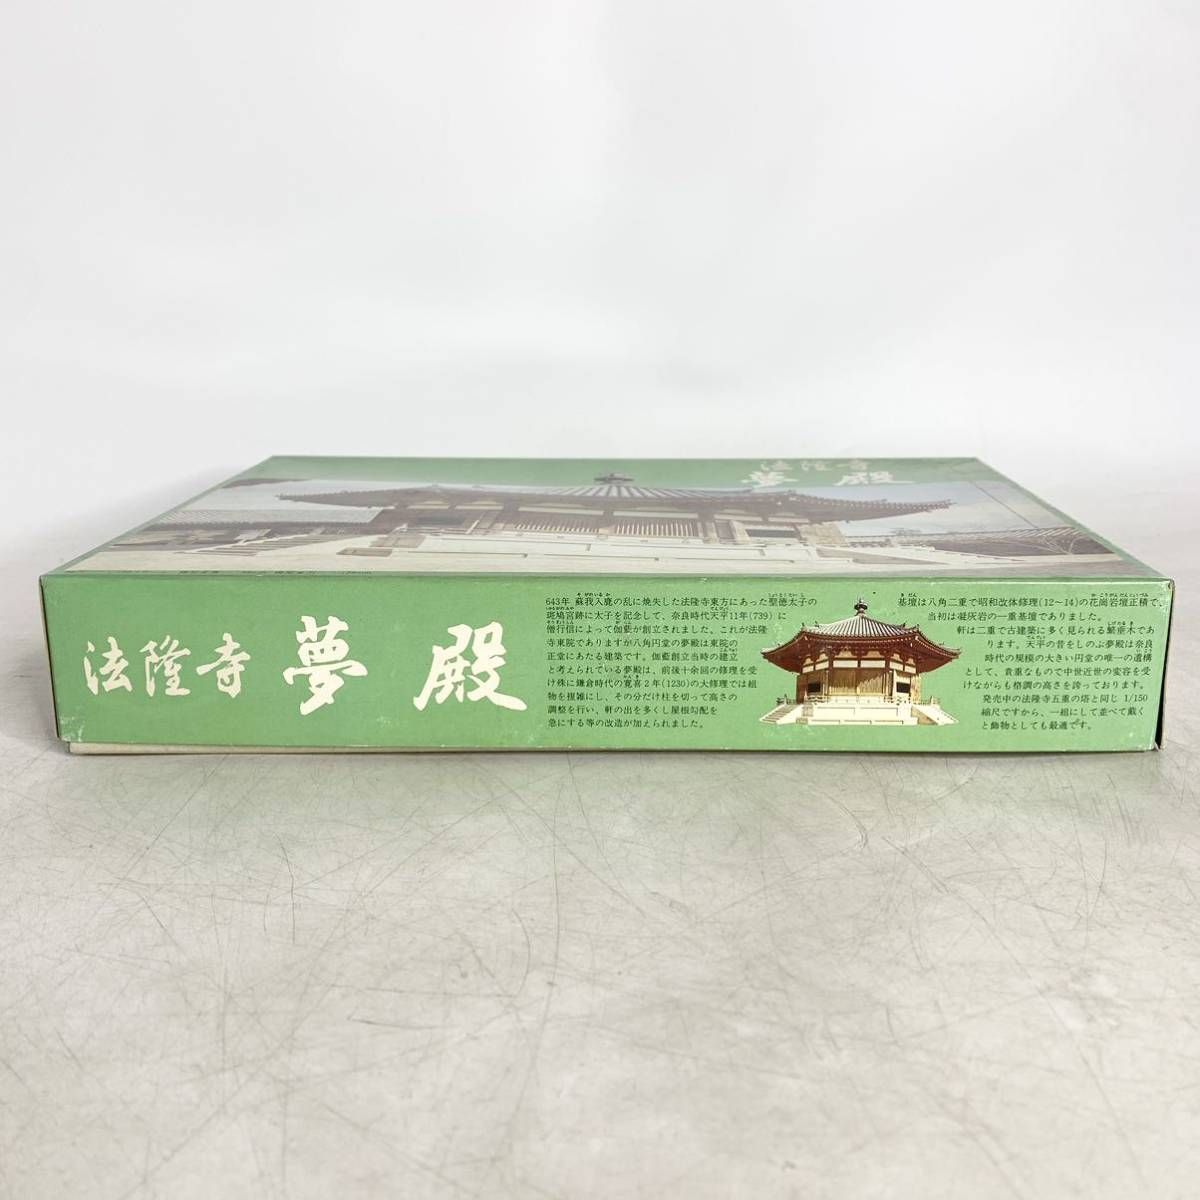 法隆寺
夢殿
法隆寺 夢殿
643年 蘇我入鹿の乱に焼失した法隆寺東方にあった聖徳太子の
斑鳩宮跡に太子を記念して、奈良時代天平11年(739)に
僧行信によって伽藍が創立されました。これが法隆
寺東院でありますが八角円堂の夢殿は東院の
正堂にあたる建築です。伽藍創立当時の建立
と考えられている夢殿は、前後十余回の修理を受
け殊に鎌倉時代の寛喜2年(1230)の大修理では組
物を複雑にし、その分だけ柱を切って高さの
調整を行い、軒の出を多くし屋根勾配を
急にする等の改造が加えられました。
基壇は八角二重で昭和改体修理(12〜14)の花崗岩壇正積で、
当初は凝灰岩の一重基壇でありました。
軒は二重で古建築に多く見られる繁垂木であ
ります。天平の昔をしのぶ夢殿は奈良
時代の規模の大きい円堂の唯一の遺構
として、貴重なもので中世近世の変容を受
けながらも格調の高さを誇っております。
発売中の法隆寺五重の塔と同じ 1/150
縮尺ですから、一組にして並べて戴く
と飾物としても最適です。